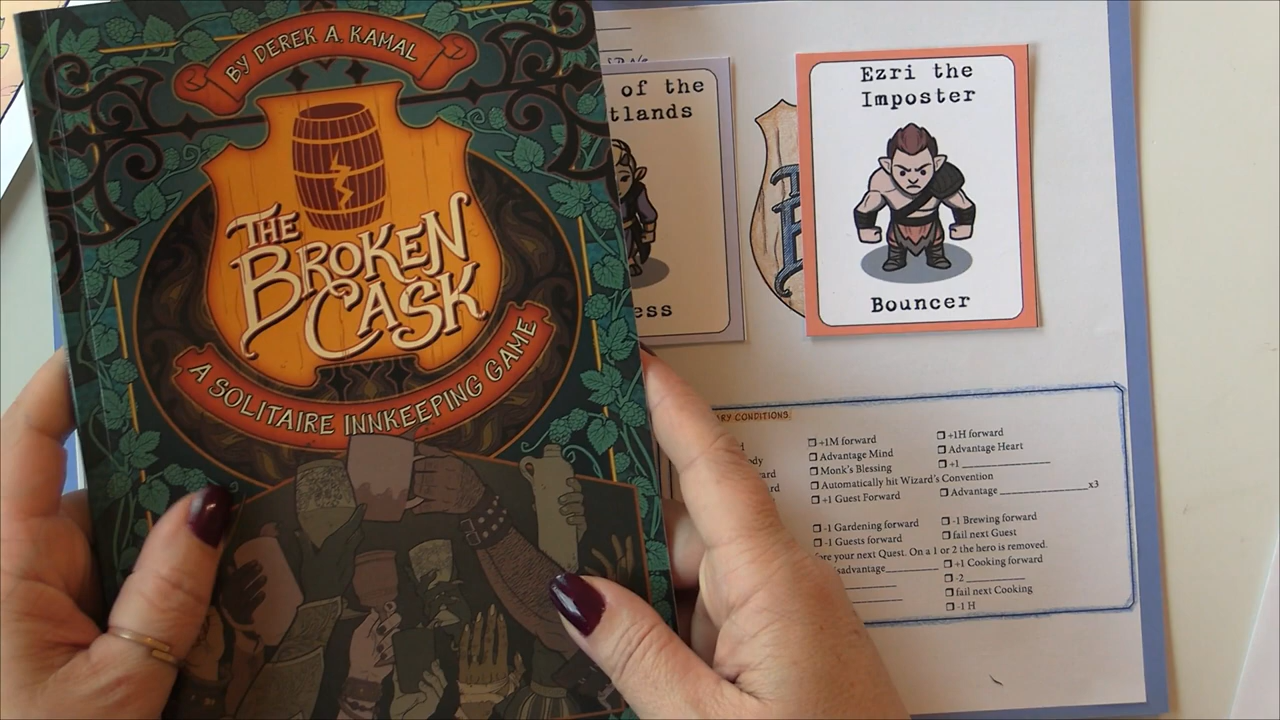 BY DEREK A. KAMAL
THE
BROKEN
CASK
A SOLITAIRE INNKEEPING GAME
of the
Ezri the
Imposter
Bouncer
CONDITIONS
+1M forward
Advantage Mind
Monk's Blessing
Automatically hit Wizard's Convention
+1 Guest Forward
+1H forward
Advantage Heart
+1 __________
Advantage __________x3
-1 Gardening forward
-1 Guests forward
-1 Brewing forward
fail next Guest
your next Quest. On a 1 or 2 the hero is removed.
+1 Cooking forward
-2 __________
fail next Cooking
-1 H